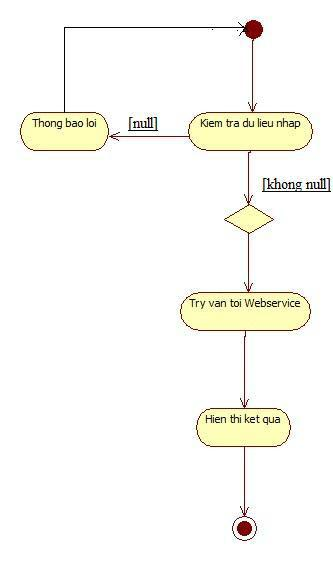 Thong bao loi
[null]
Kiem tra du lieu nhap
[khong null]
Try van toi Webservice
Hien thi ket qua